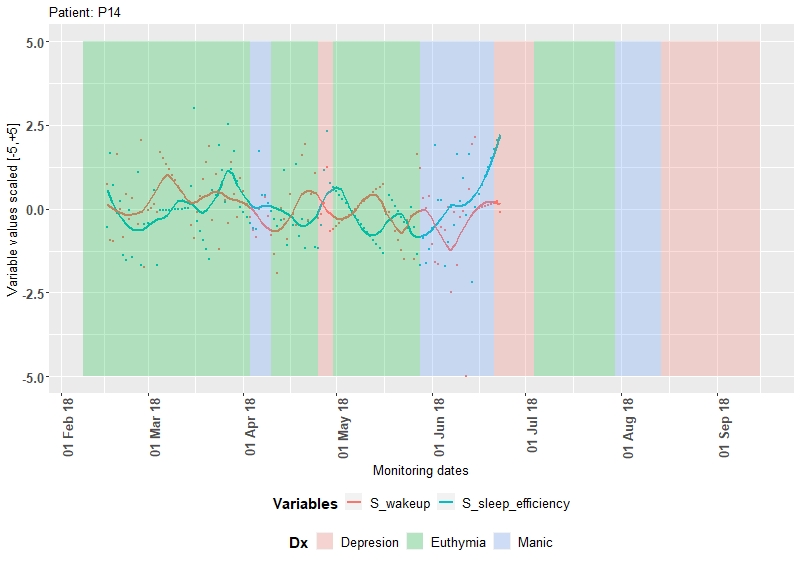 Patient: P14
5.0
2.5
0.0
-2.5
-5.0
Variable values scaled [-5,+5]
01 Feb 18
01 Mar 18
01 Apr 18
01 May 18
01 Jun 18
01 Jul 18
01 Aug 18
01 Sep 18
Monitoring dates
Variables S_wakeup S_sleep_efficiency
Dx Depresion Euthymia Manic